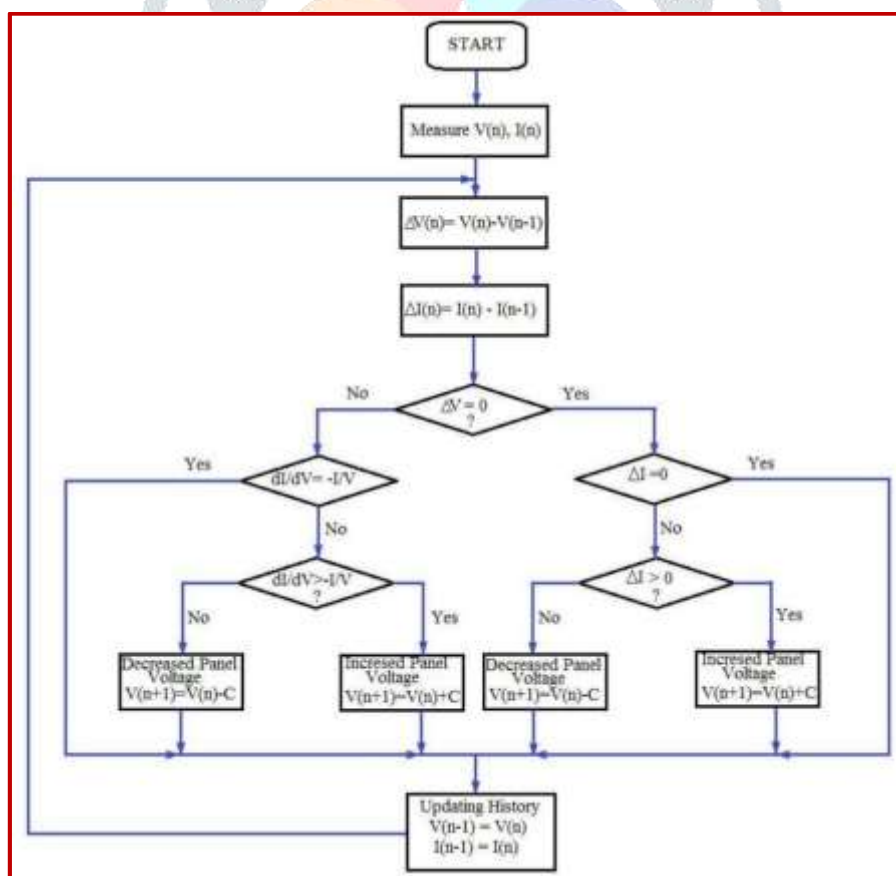 START
Measure V(n), I(n)
ΔV(n)= V(n)-V(n-1)
ΔI(n)= I(n) - I(n-1)
No
Yes
ΔV = 0
?
Yes
dI/dV= -I/V
ΔI =0
Yes
No
No
dI/dV>-I/V
?
ΔI > 0
?
No
Yes
No
Yes
Decreased Panel
Voltage
V(n+1)=V(n)-C
Incresed Panel
Voltage
V(n+1)=V(n)+C
Decreased Panel
Voltage
V(n+1)=V(n)-C
Incresed Panel
Voltage
V(n+1)=V(n)+C
Updating History
V(n-1) = V(n)
I(n-1) = I(n)